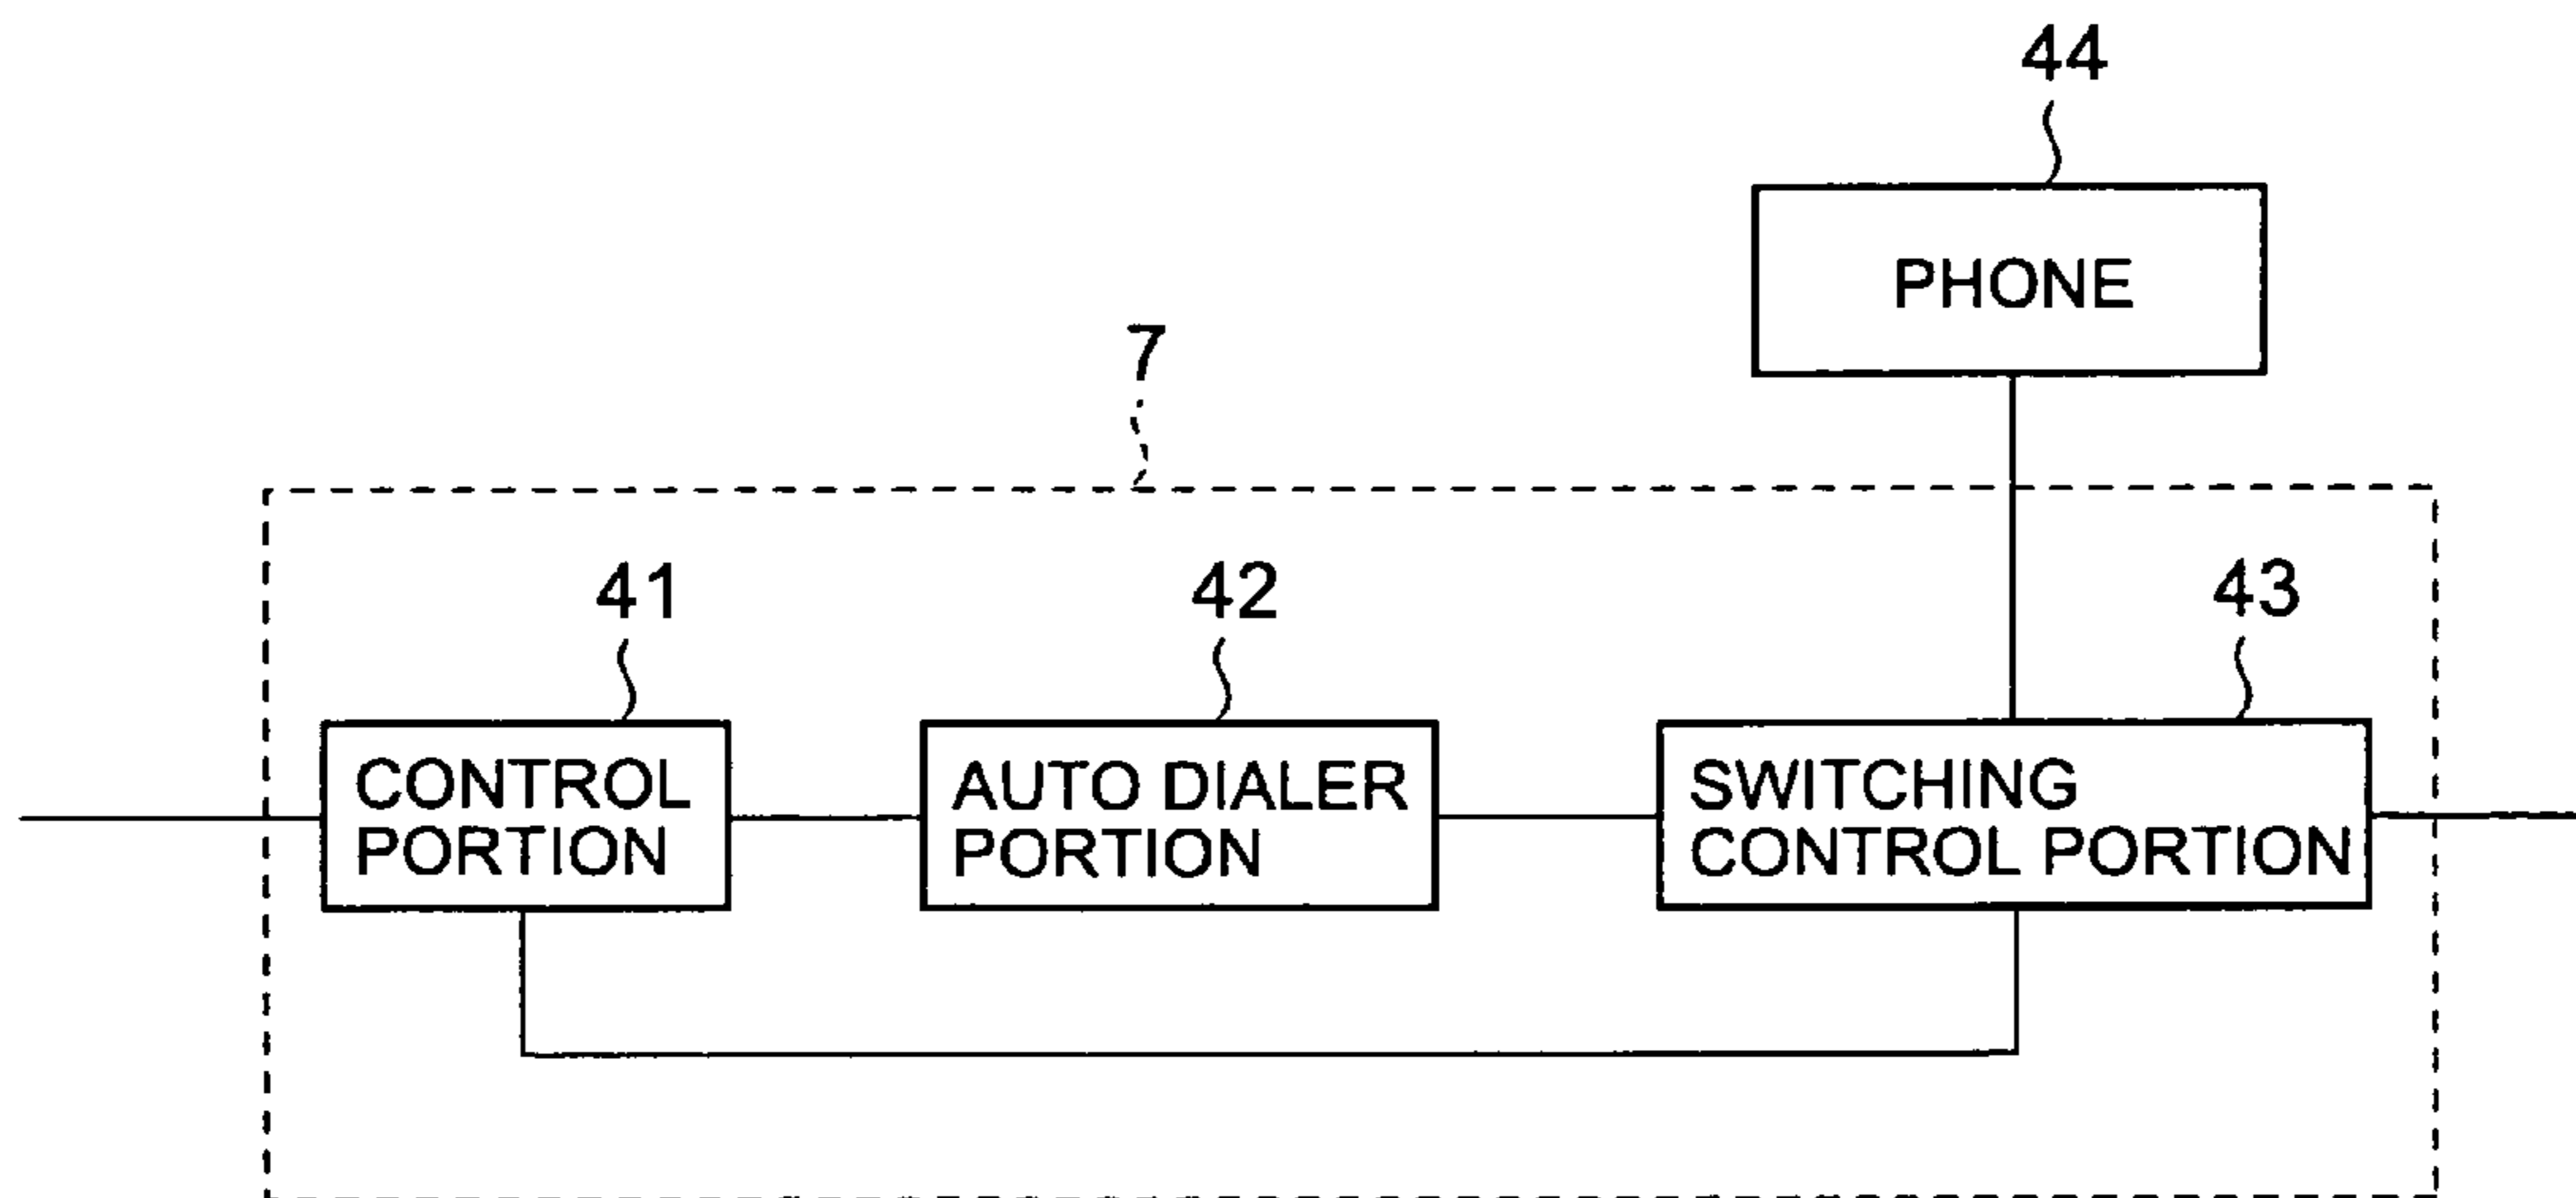 44
PHONE
7
41
42
43
CONTROL
PORTION
AUTO DIALER
PORTION
SWITCHING
CONTROL PORTION